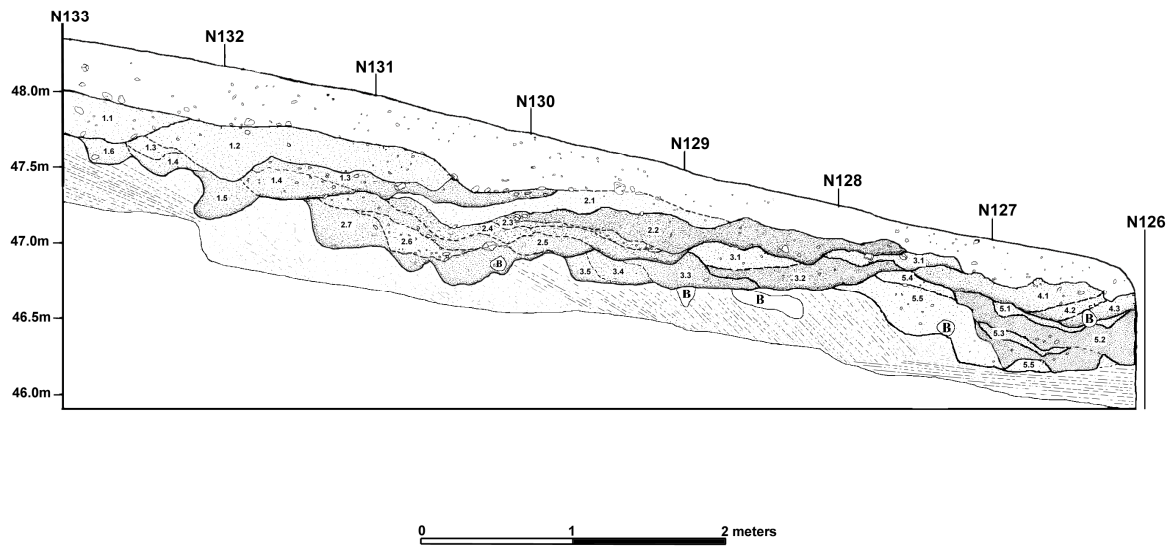 N133
N132
N131
N130
N129
N128
N127
N126
48.0m
47.5m
47.0m
46.5m
46.0m
1.1
1.2
1.3
1.6
1.4
1.5
1.4
1.3
2.1
2.2
2.3
2.4
2.5
2.6
2.7
B
3.5
3.4
3.3
3.1
3.2
B
B
3.1
5.4
5.5
B
4.1
4.2
4.3
B
5.1
5.2
5.3
5.5
0 1 2 meters